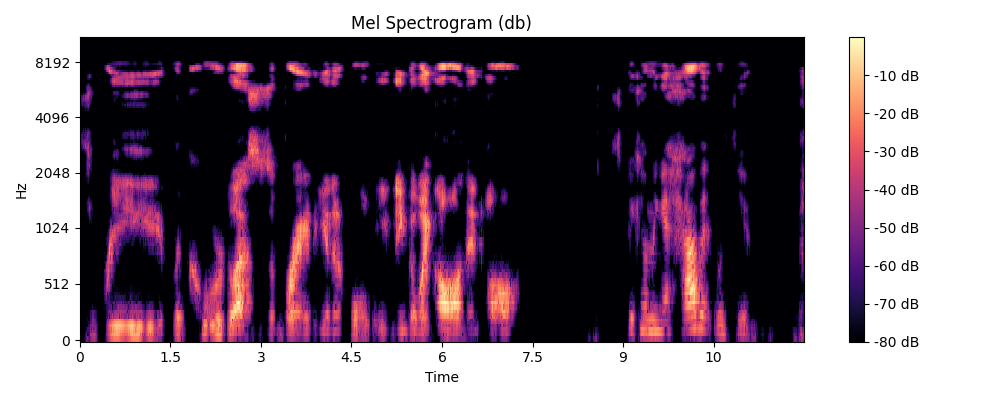 Mel Spectrogram (db)
8192
4096
2048
1024
512
0
Hz
0 1.5 3 4.5 6 7.5 9 10
Time
-10 dB
-20 dB
-30 dB
-40 dB
-50 dB
-60 dB
-70 dB
-80 dB